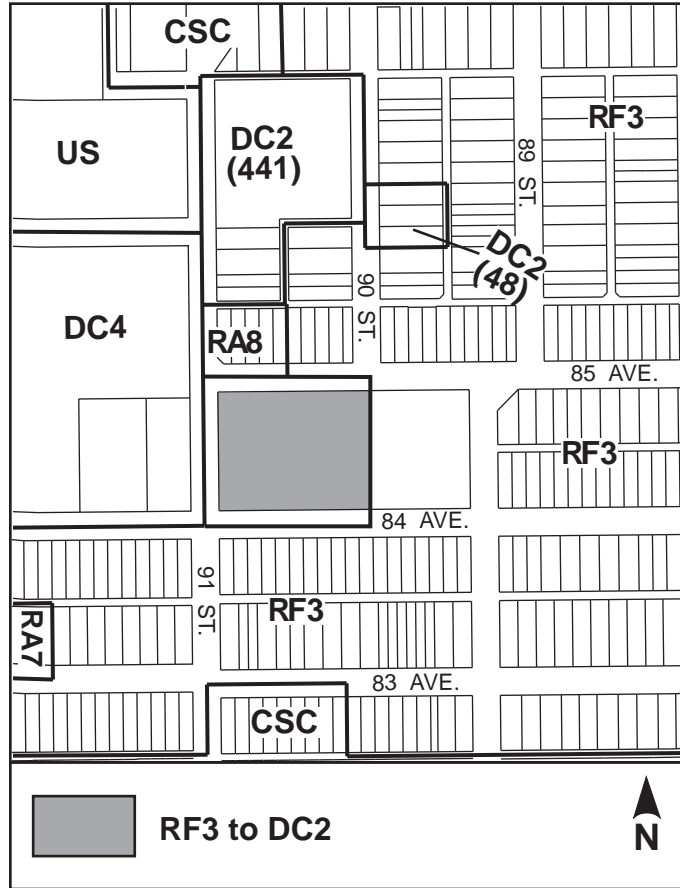 CSC
RF3
US
DC2
(441)
89 ST.
DC2
(48)
90 ST.
DC4
RA8
85 AVE.
RF3
84 AVE.
91 ST.
RF3
RA7
83 AVE.
CSC
RF3 to DC2
N